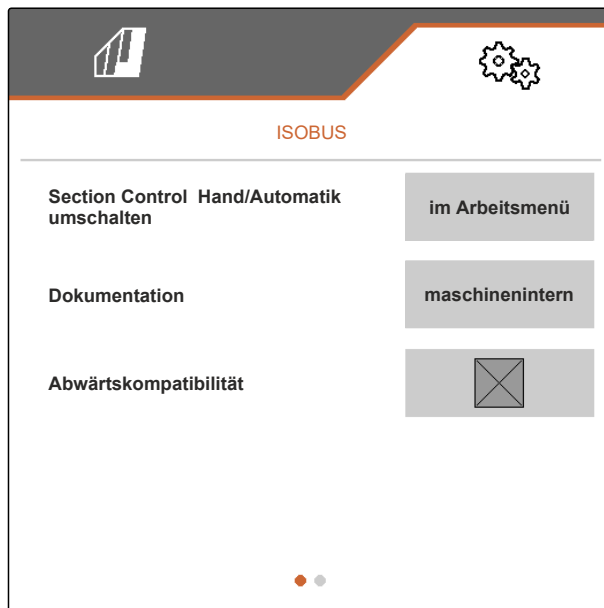 ISOBUS
Section Control Hand/Automatik
umschalten
im Arbeitsmenü
Dokumentation
maschinenintern
Abwärtskompatibilität